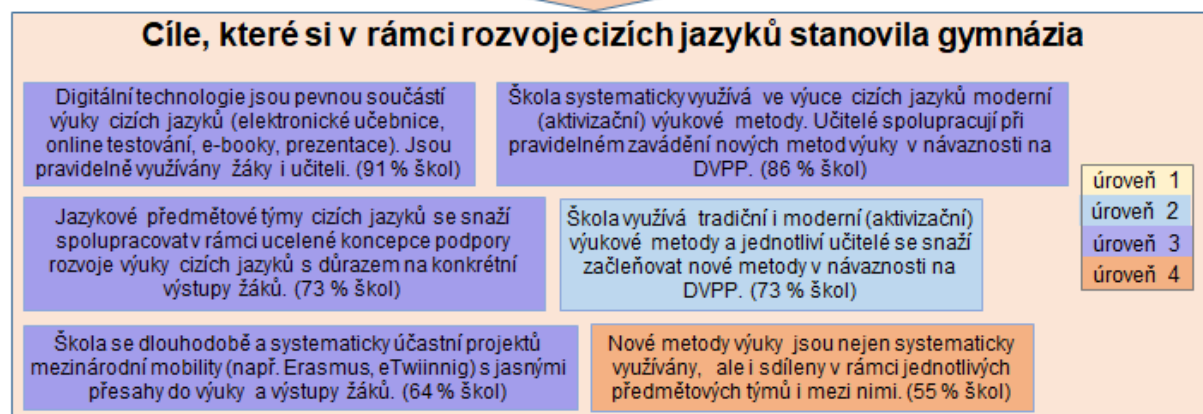 Cíle, které si v rámci rozvoje cizích jazyků stanovila gymnázia
Digitální technologie jsou pevnou součástí
výuky cizích jazyků (elektronické učebnice,
online testování, e-booky, prezentace). Jsou
pravidelně využívány žáky i učiteli. (91 % škol)
Škola systematicky využívá ve výuce cizích jazyků moderní
(aktivizační) výukové metody. Učitelé spolupracují při
pravidelném zavádění nových metod výuky v návaznosti na
DVPP. (86 % škol)
Jazykové předmětové týmy cizích jazyků se snaží
spolupracovat v rámci ucelené koncepce podpory
rozvoje výuky cizích jazyků s důrazem na konkrétní
výstupy žáků. (73 % škol)
Škola využívá tradiční i moderní (aktivizační)
výukové metody a jednotliví učitelé se snaží
začleňovat nové metody v návaznosti na
DVPP. (73 % škol)
Škola se dlouhodobě a systematicky účastní projektů
mezinárodní mobility (např. Erasmus, eTwiinnig) s jasnými
přesahy do výuky a výstupy žáků. (64 % škol)
Nové metody výuky jsou nejen systematicky
využívány, ale i sdíleny v rámci jednotlivých
předmětových týmů i mezi nimi. (55 % škol)
úroveň 1
úroveň 2
úroveň 3
úroveň 4